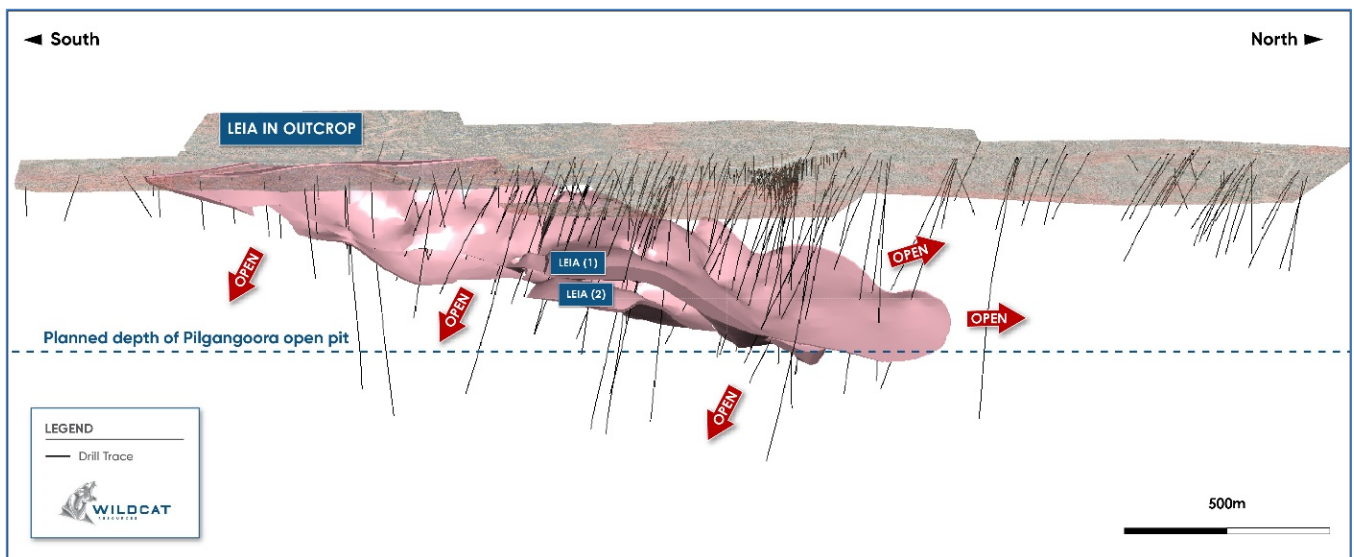 South
North
LEIA IN OUTCROP
OPEN
OPEN
LEIA (1)
LEIA (2)
OPEN
OPEN
Planned depth of Pilgangoora open pit
OPEN
LEGEND
Drill Trace
WILDCAT
RESOURCES
500m